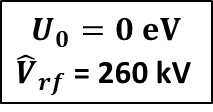 U₀ = 0 eV
V̂ᵣf = 260 kV